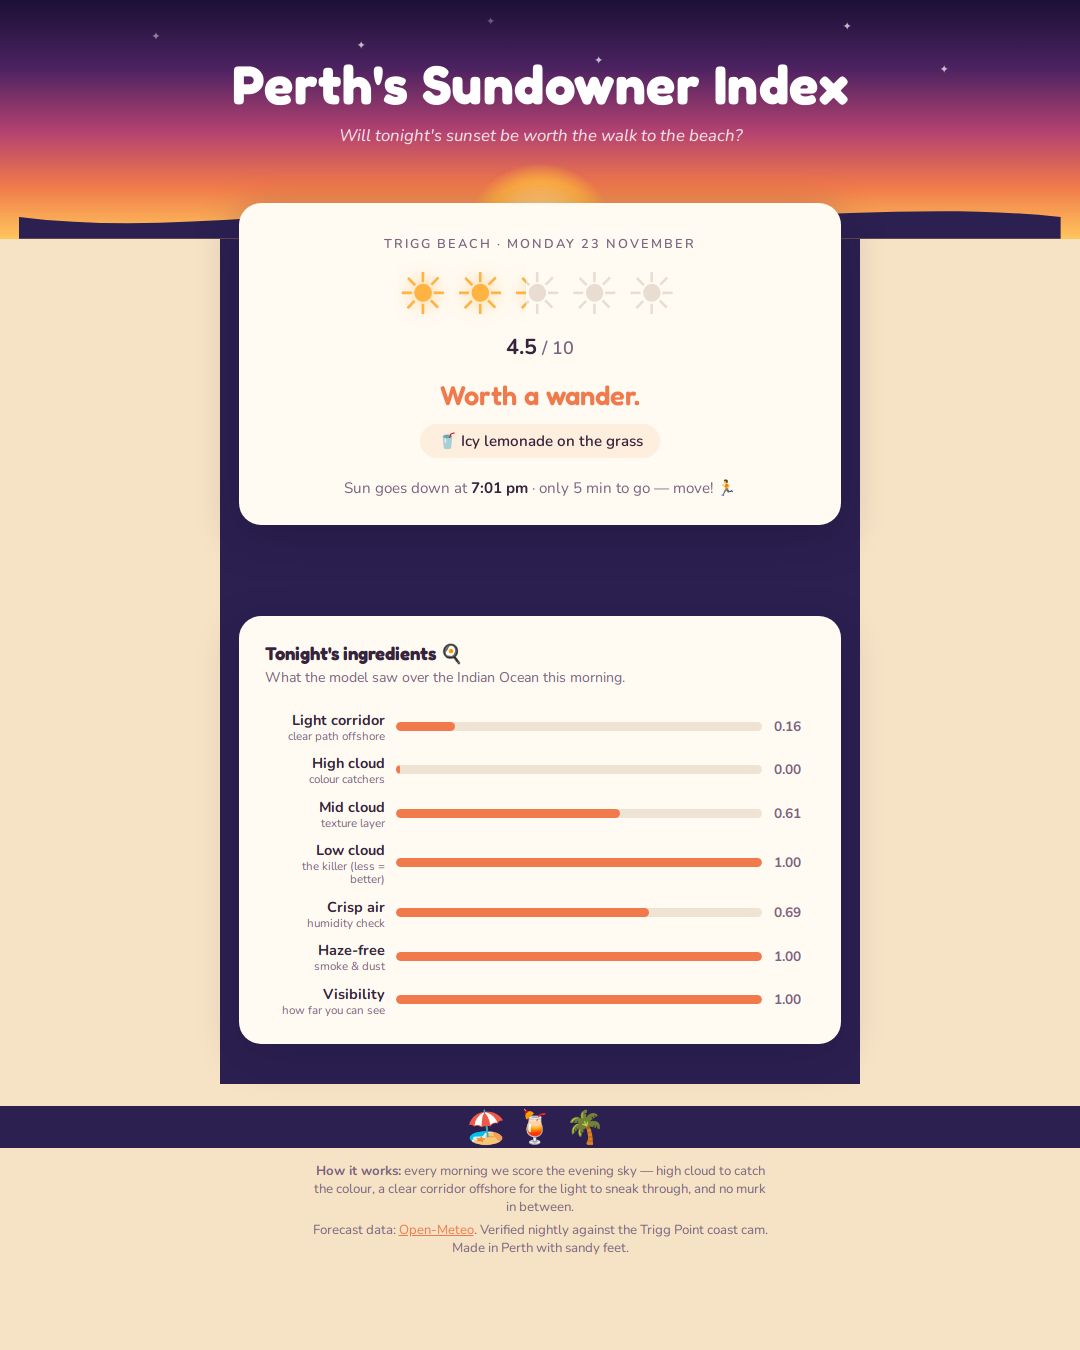 Perth's Sundowner Index
Will tonight's sunset be worth the walk to the beach?
TRIGG BEACH · MONDAY 23 NOVEMBER
4.5 / 10
Worth a wander.
🥤 Icy lemonade on the grass
Sun goes down at 7:01 pm · only 5 min to go — move! 🏃
Tonight's ingredients 🍳
What the model saw over the Indian Ocean this morning.
Light corridor
clear path offshore
0.16
High cloud
colour catchers
0.00
Mid cloud
texture layer
0.61
Low cloud
the killer (less =
better)
1.00
Crisp air
humidity check
0.69
Haze-free
smoke & dust
1.00
Visibility
how far you can see
1.00
How it works: every morning we score the evening sky — high cloud to catch
the colour, a clear corridor offshore for the light to sneak through, and no murk
in between.
Forecast data: Open-Meteo. Verified nightly against the Trigg Point coast cam.
Made in Perth with sandy feet.